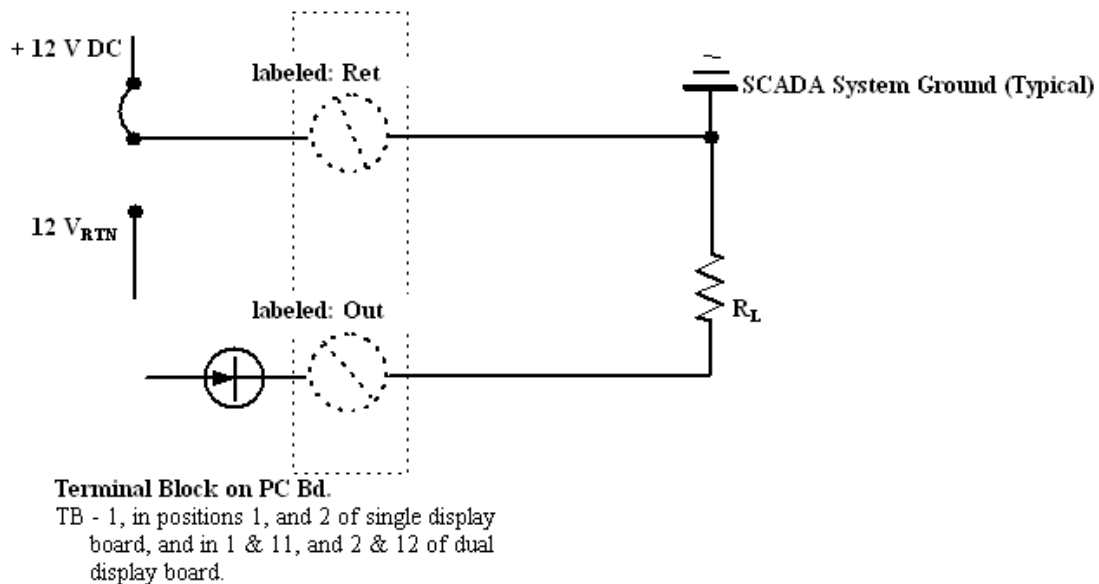 + 12 V DC
labeled: Ret
SCADA System Ground (Typical)
12 VRTN
labeled: Out
RL
Terminal Block on PC Bd.
TB - 1, in positions 1, and 2 of single display
board, and in 1 & 11, and 2 & 12 of dual
display board.